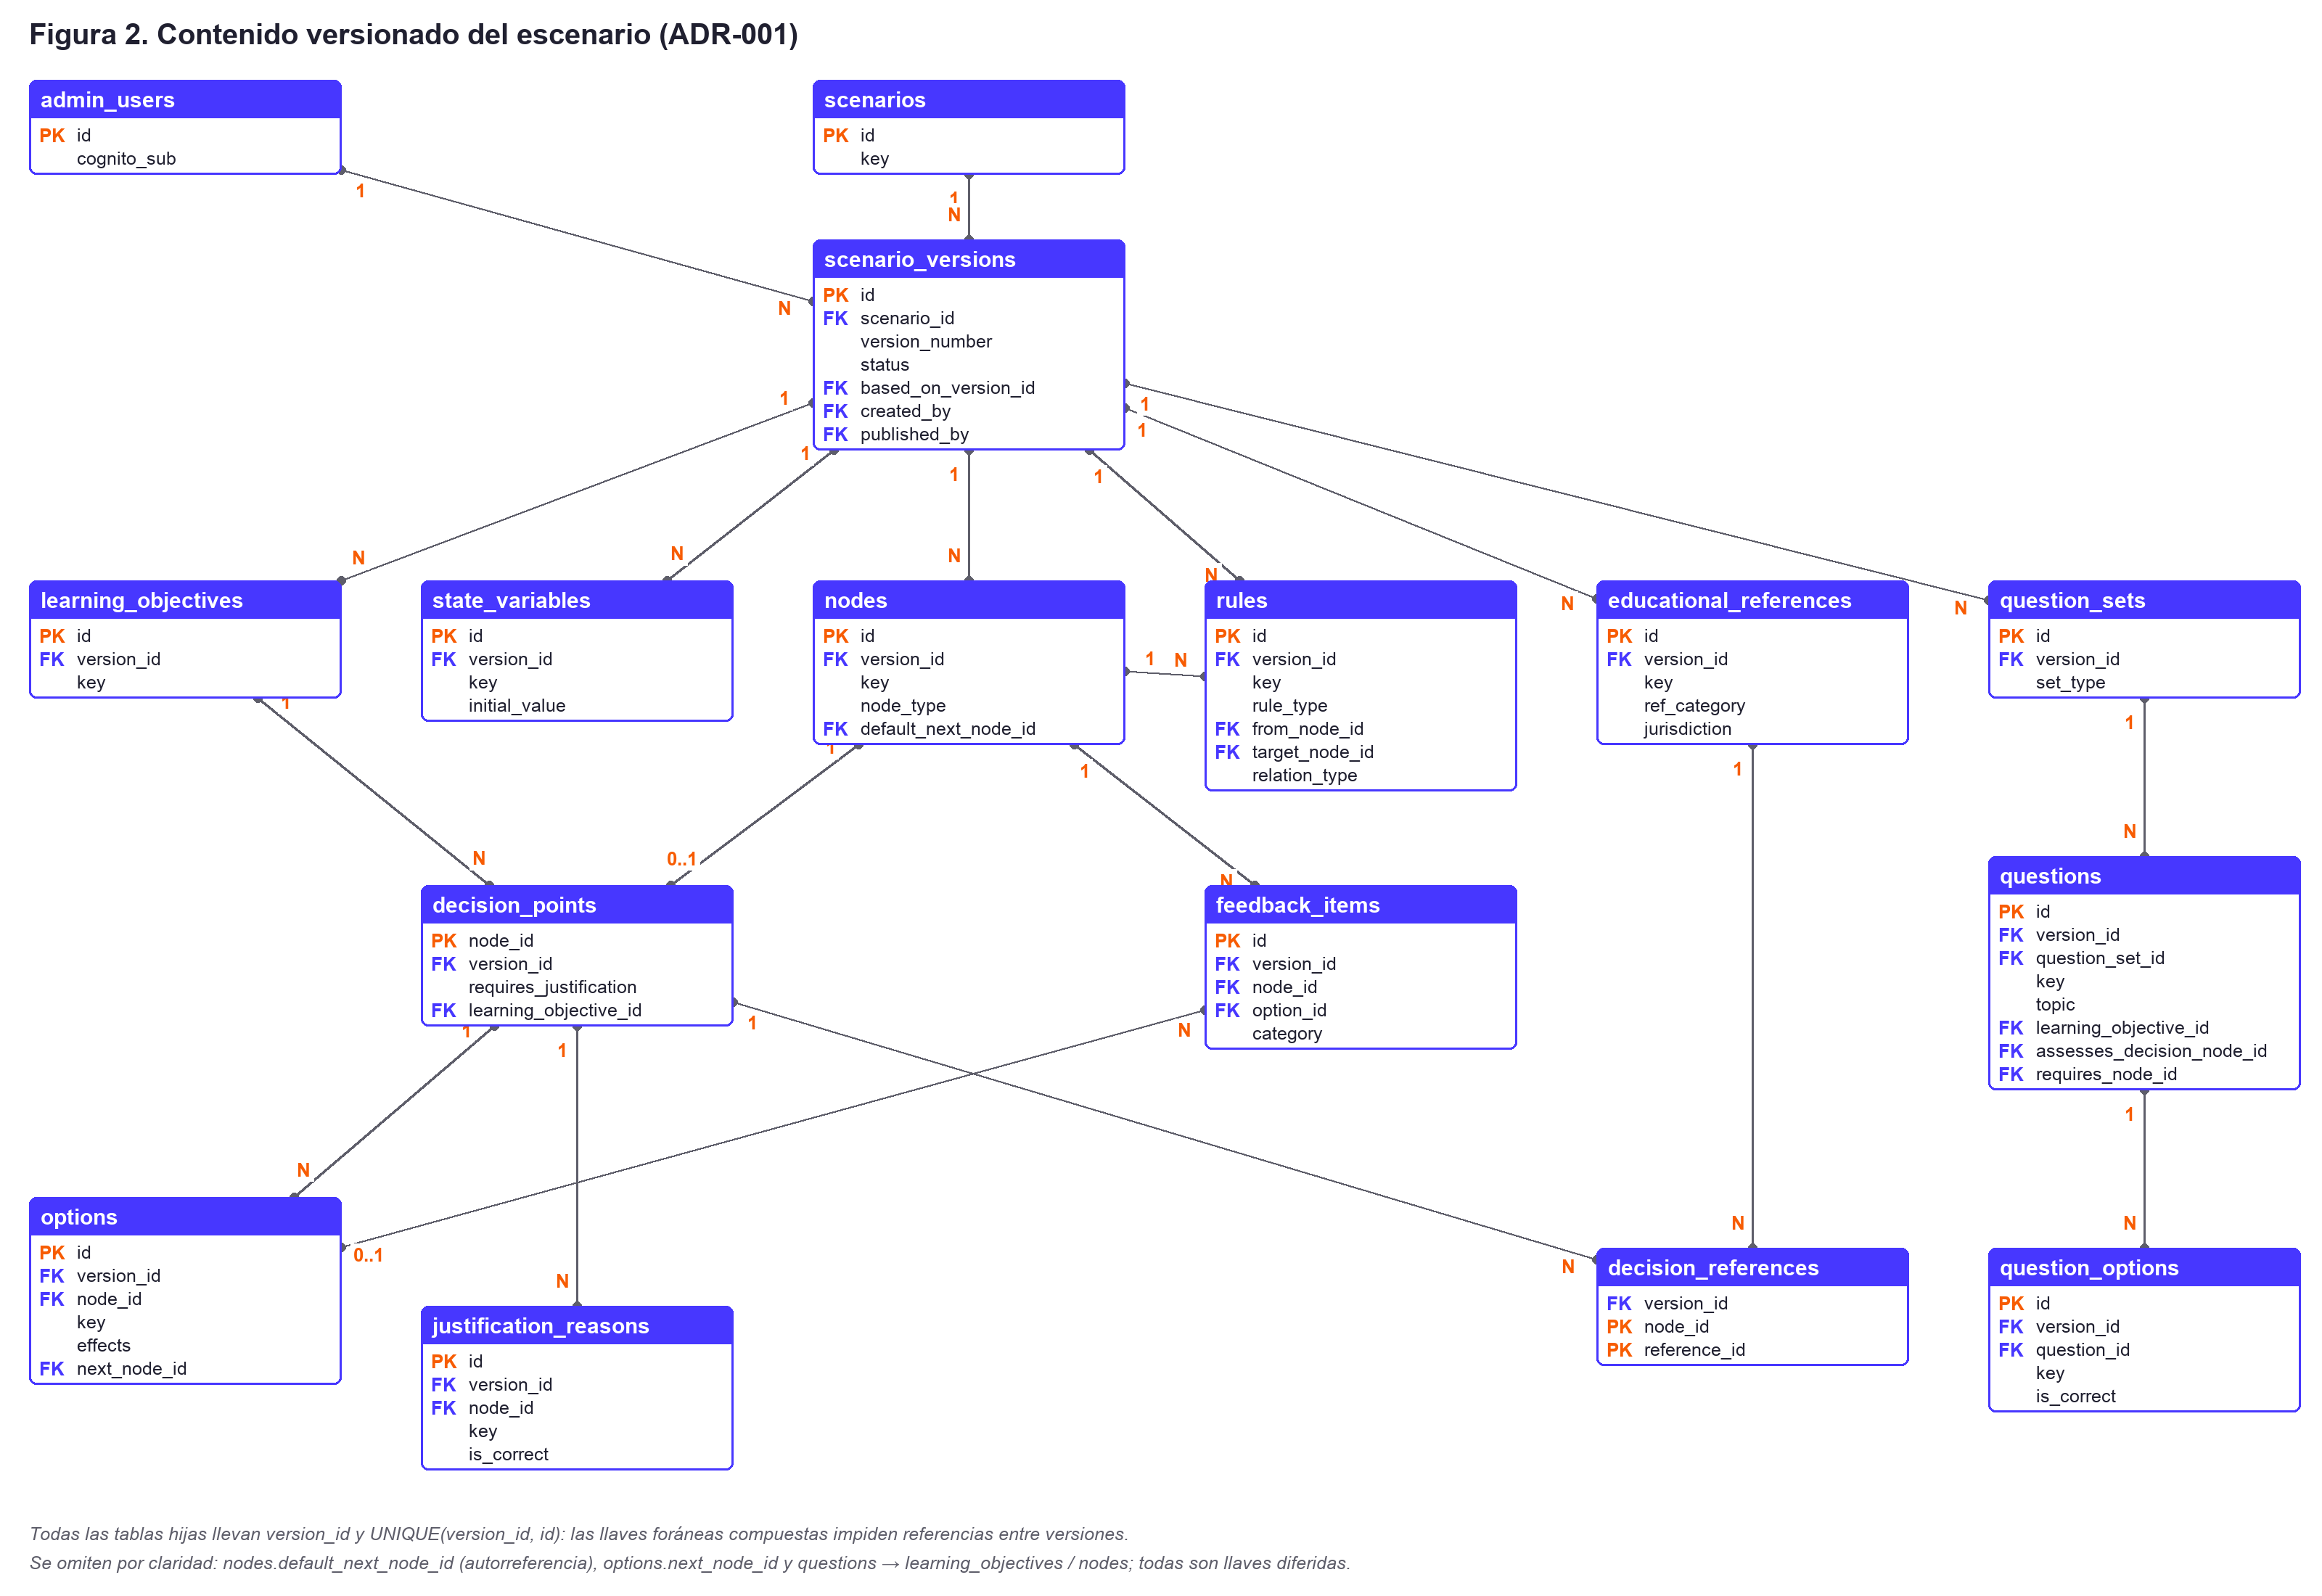 Figura 2. Contenido versionado del escenario (ADR-001)
admin_users
PK id
cognito_sub
scenarios
PK id
key
1
1
N
scenario_versions
PK id
FK scenario_id
version_number
status
FK based_on_version_id
FK created_by
FK published_by
N
1
1
1
1
1
1
N
N
N
N
N
N
learning_objectives
PK id
FK version_id
key
state_variables
PK id
FK version_id
key
initial_value
nodes
PK id
FK version_id
key
node_type
FK default_next_node_id
1 N
rules
PK id
FK version_id
key
rule_type
FK from_node_id
FK target_node_id
relation_type
educational_references
PK id
FK version_id
key
ref_category
jurisdiction
question_sets
PK id
FK version_id
set_type
1
1
1
1
1
N
0..1
N
N
decision_points
PK node_id
FK version_id
requires_justification
FK learning_objective_id
feedback_items
PK id
FK version_id
FK node_id
FK option_id
category
questions
PK id
FK version_id
FK question_set_id
key
topic
FK learning_objective_id
FK assesses_decision_node_id
FK requires_node_id
1
1
1
N
1
N
N
0..1
N
N
N
options
PK id
FK version_id
FK node_id
key
effects
FK next_node_id
justification_reasons
PK id
FK version_id
FK node_id
key
is_correct
decision_references
FK version_id
PK node_id
PK reference_id
question_options
PK id
FK version_id
FK question_id
key
is_correct
Todas las tablas hijas llevan version_id y UNIQUE(version_id, id): las llaves foráneas compuestas impiden referencias entre versiones.
Se omiten por claridad: nodes.default_next_node_id (autorreferencia), options.next_node_id y questions → learning_objectives / nodes; todas son llaves diferidas.